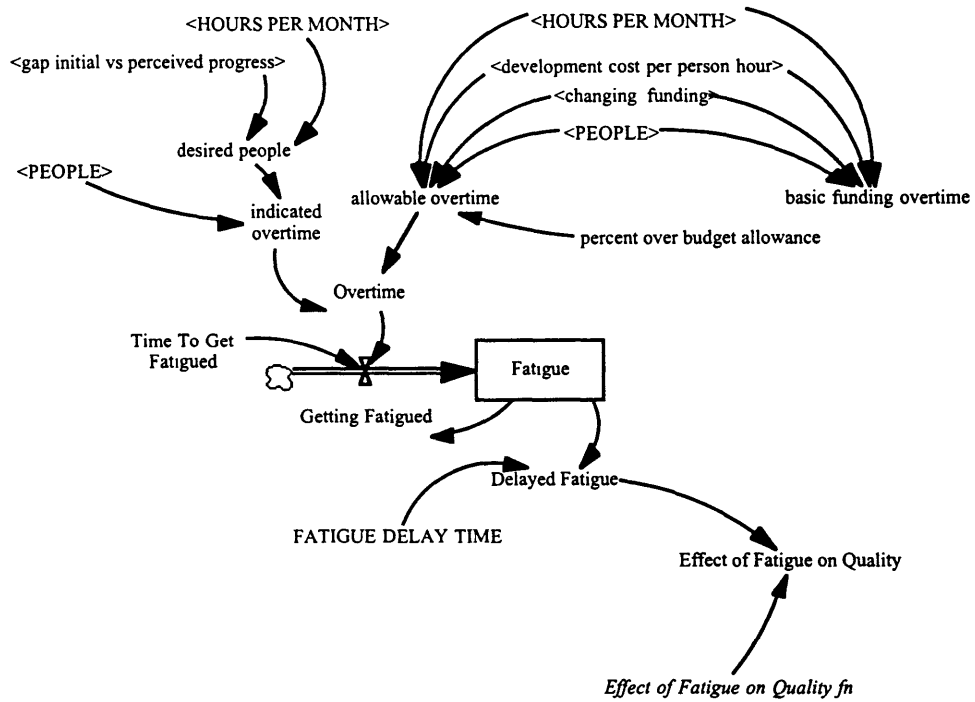 <HOURS PER MONTH>
<HOURS PER MONTH>
<gap initial vs perceived progress>
<development cost per person hour>
<changing funding>
<PEOPLE>
desired people
<PEOPLE>
allowable overtime
basic funding overtime
indicated
overtime
percent over budget allowance
Overtime
Time To Get
Fatigued
Fatigue
Getting Fatigued
Delayed Fatigue
FATIGUE DELAY TIME
Effect of Fatigue on Quality
Effect of Fatigue on Quality fn